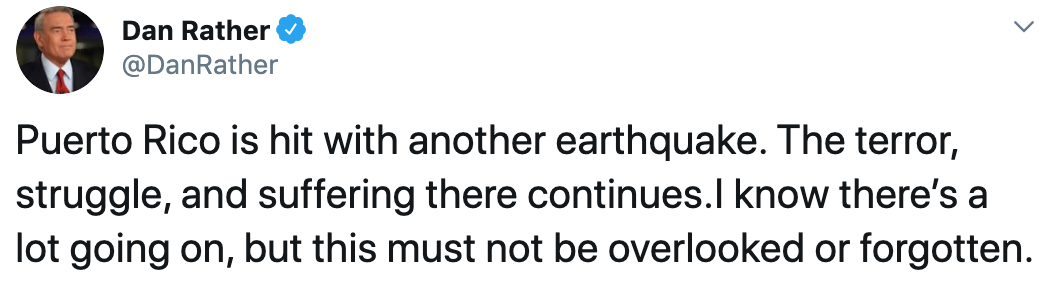 Dan Rather
@DanRather
Puerto Rico is hit with another earthquake. The terror,
struggle, and suffering there continues.I know there’s a
lot going on, but this must not be overlooked or forgotten.